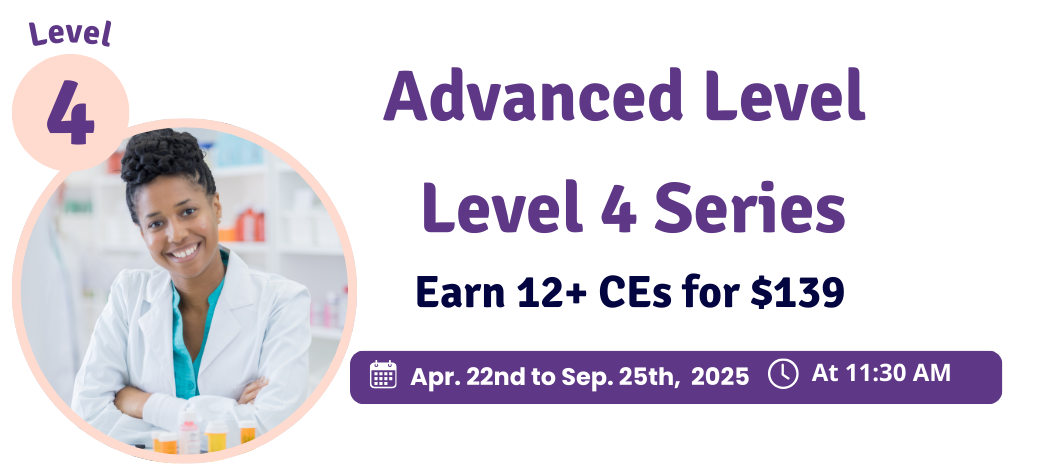 Level
4
Advanced Level
Level 4 Series
Earn 12+ CEs for $139
Apr. 22nd to Sep. 25th, 2025 At 11:30 AM